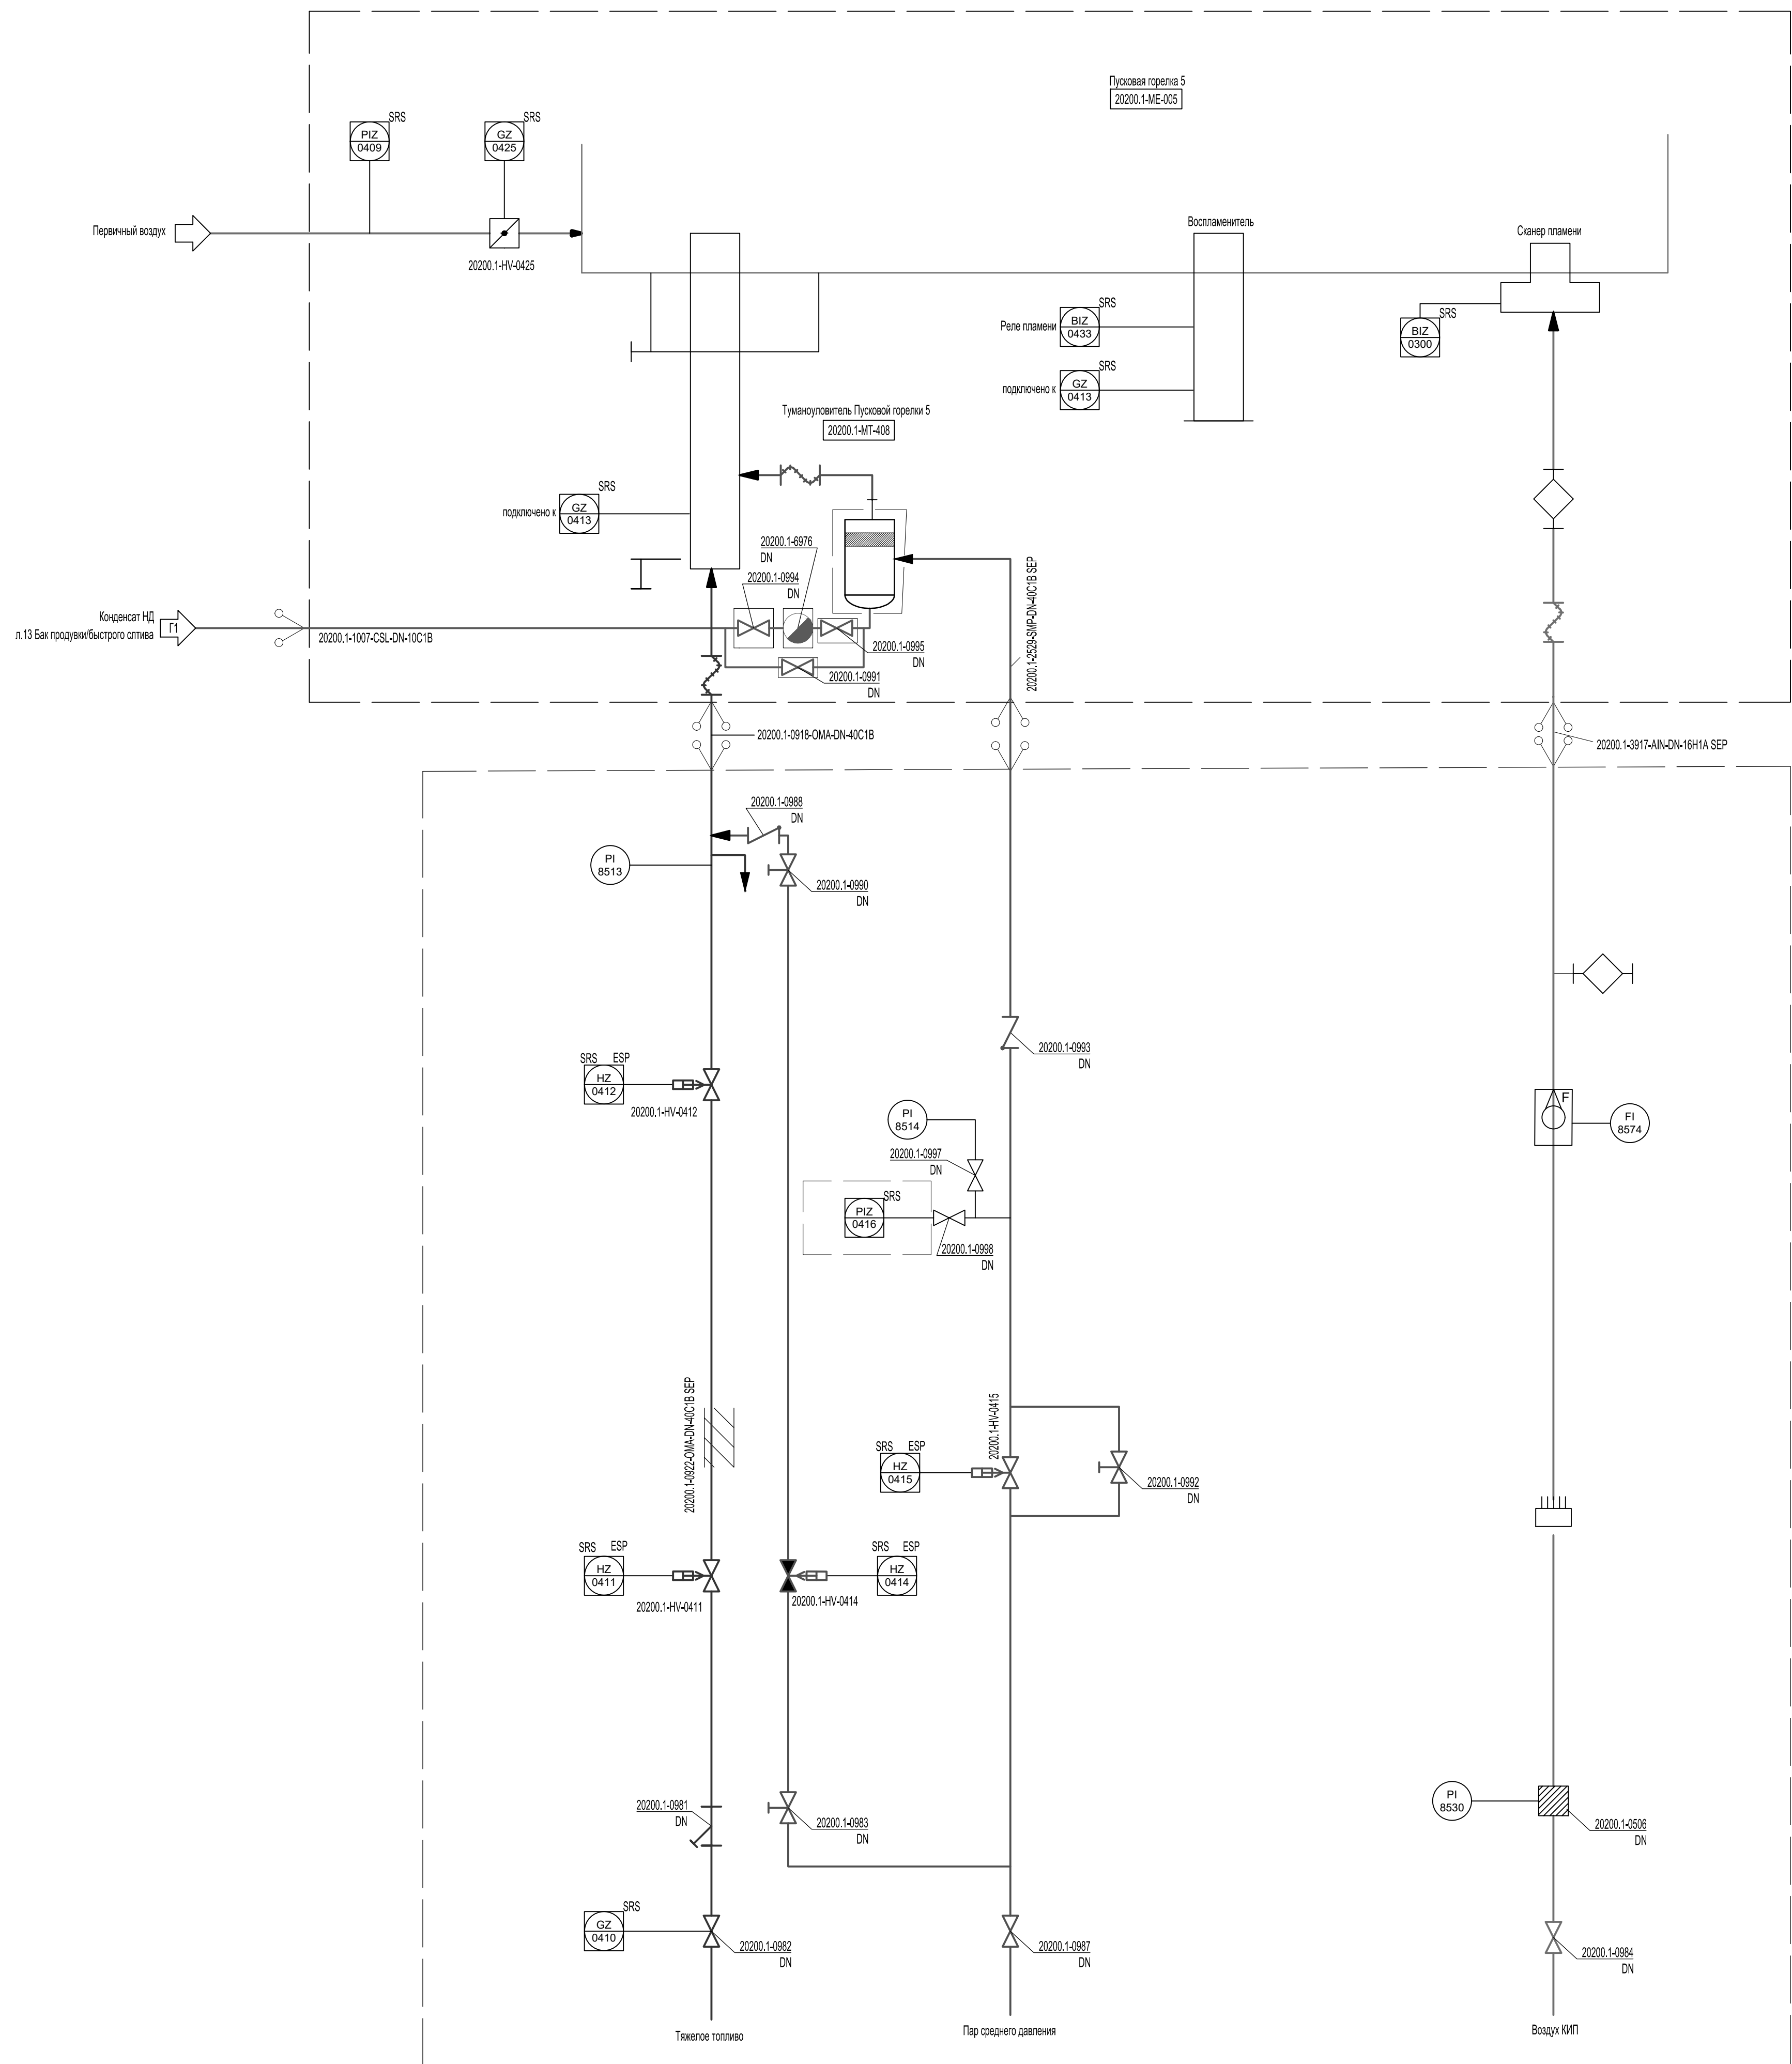 Пусковая горелка 5
20200.1-ME-005
SRS
PIZ
0409
SRS
GZ
0425
Первичный воздух
20200.1-HV-0425
Воспламенитель
Сканер пламени
SRS
Реле пламени
BIZ
0433
SRS
BIZ
0300
SRS
подключено к
GZ
0413
Туманоуловитель Пусковой горелки 5
20200.1-MT-408
SRS
подключено к
GZ
0413
20200.1-6976
DN
20200.1-0994
DN
20200.1-2529-SMP-DN-40C1B SEP
Конденсат НД
л.13 Бак продувки/быстрого слтива
Г1
20200.1-1007-CSL-DN-10C1B
20200.1-0995
DN
20200.1-0991
DN
20200.1-0918-OMA-DN-40C1B
20200.1-3917-AIN-DN-16H1A SEP
20200.1-0988
DN
PI
8513
20200.1-0990
DN
20200.1-0993
DN
SRS ESP
HZ
0412
20200.1-HV-0412
PI
8514
F
FI
8574
20200.1-0997
DN
SRS
PIZ
0416
20200.1-0998
DN
20200.1-0922-OMA-DN-40C1B SEP
20200.1-HV-0415
SRS ESP
HZ
0415
20200.1-0992
DN
SRS ESP
HZ
0411
20200.1-HV-0411
SRS ESP
HZ
0414
20200.1-HV-0414
20200.1-0981
DN
20200.1-0983
DN
PI
8530
20200.1-0506
DN
SRS
GZ
0410
20200.1-0982
DN
20200.1-0987
DN
20200.1-0984
DN
Тяжелое топливо
Пар среднего давления
Воздух КИП